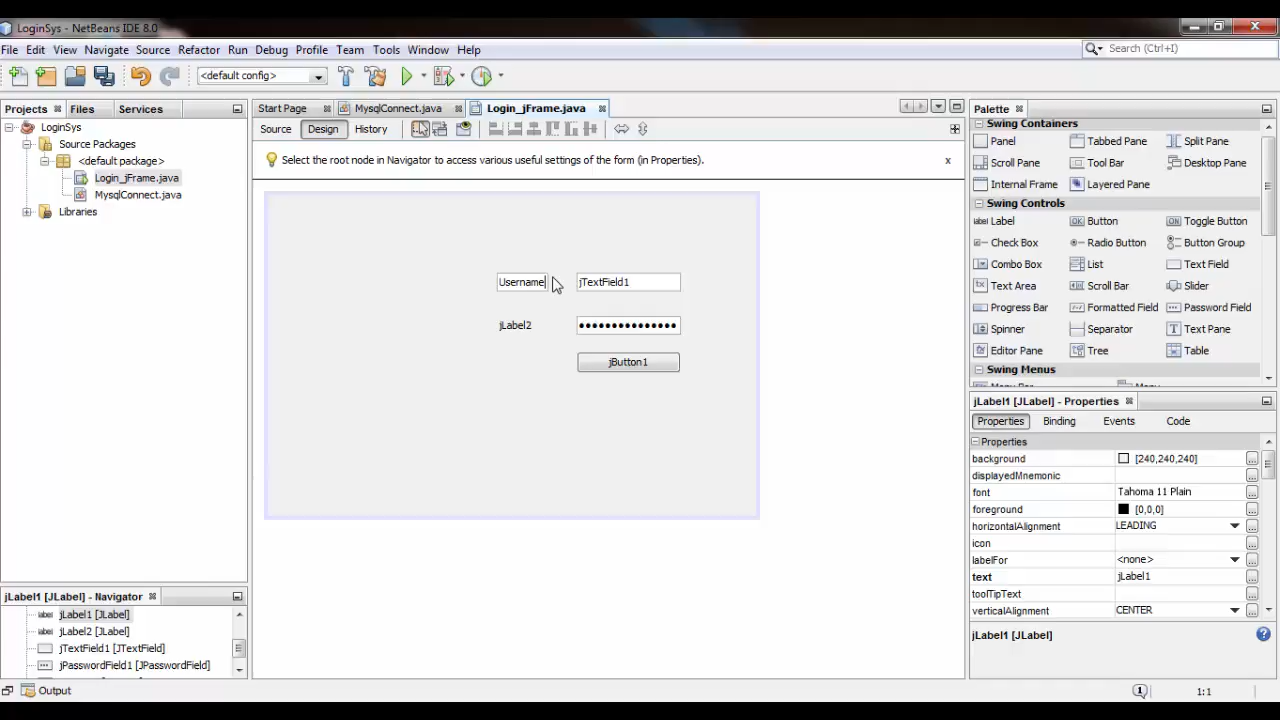 LoginSys - NetBeans IDE 8.0
File Edit View Navigate Source Refactor Run Debug Profile Team Tools Window Help
Search (Ctrl+I)
<default config>
Projects Files Services
Start Page MysqlConnect.java Login_jFrame.java
Palette
LoginSys
Source Packages
<default package>
Login_jFrame.java
MysqlConnect.java
Libraries
Source Design History
Select the root node in Navigator to access various useful settings of the form (in Properties).
x
Username
jTextField1
jLabel2
•••••••••••••••
jButton1
Swing Containers
Panel Tabbed Pane Split Pane
Scroll Pane Tool Bar Desktop Pane
Internal Frame Layered Pane
Swing Controls
Label Button Toggle Button
Check Box Radio Button Button Group
Combo Box List Text Field
Text Area Scroll Bar Slider
Progress Bar Formatted Field Password Field
Spinner Separator Text Pane
Editor Pane Tree Table
Swing Menus
Menu Bar Menu
jLabel1 [JLabel] - Properties
Properties Binding Events Code
Properties
background [240,240,240] ...
displayedMnemonic ...
font Tahoma 11 Plain ...
foreground [0,0,0] ...
horizontalAlignment LEADING ...
icon ...
labelFor <none> ...
text jLabel1 ...
toolTipText ...
verticalAlignment CENTER ...
jLabel1 [JLabel]
jLabel1 [JLabel] - Navigator
jLabel1 [JLabel]
jLabel2 [JLabel]
jTextField1 [JTextField]
jPasswordField1 [JPasswordField]
Output
1
1:1